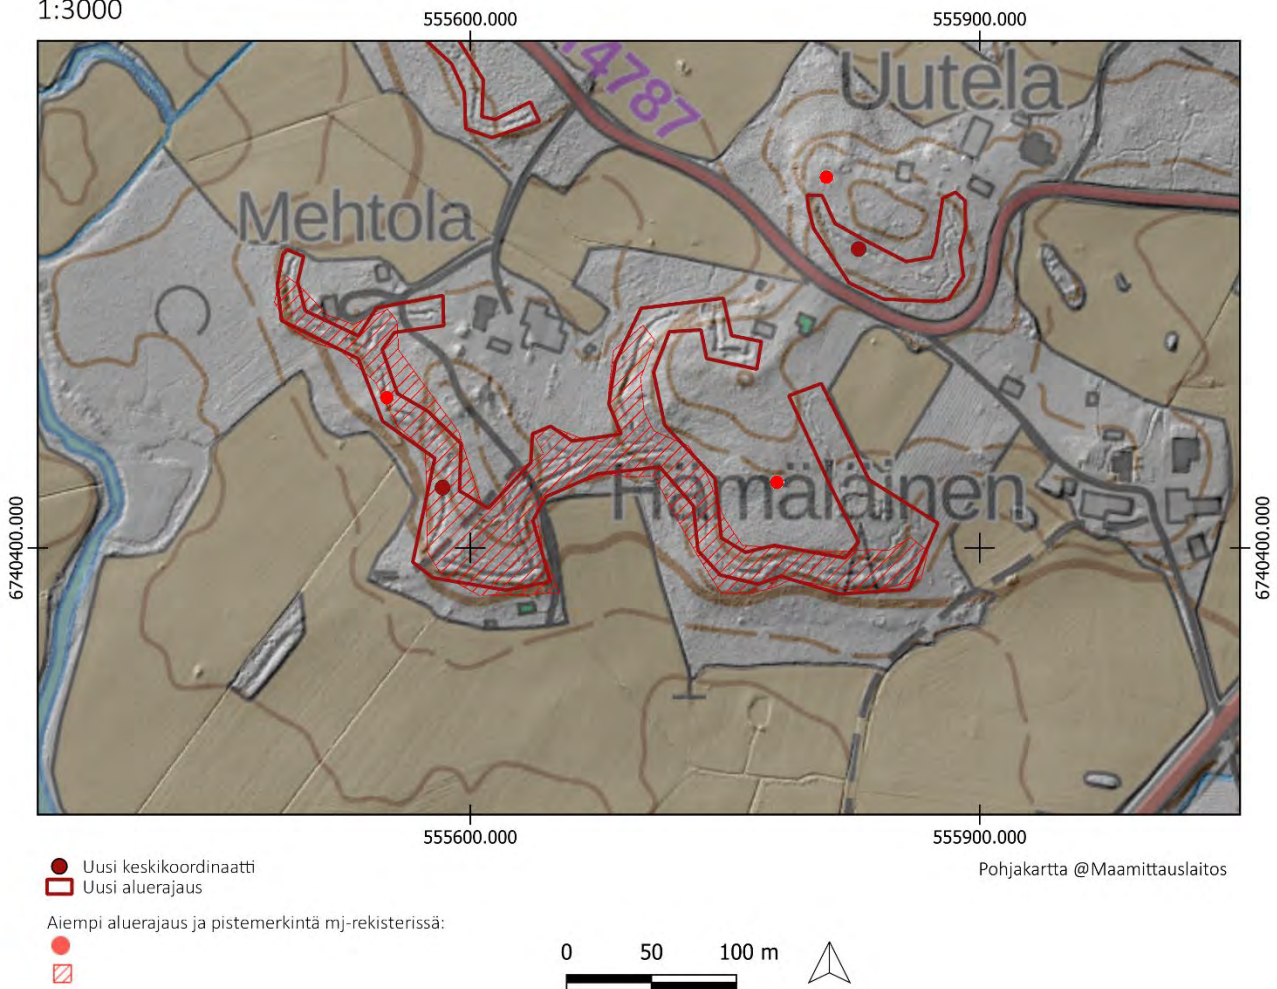 1:3000
555600.000
555900.000
14787
Uutela
Mehtola
Hämäläinen
6740400.000
6740400.000
555600.000
555900.000
Uusi keskikoordinaatti
Uusi aluerajaus
Pohjakartta @Maamittauslaitos
Aiempi aluerajaus ja pistemerkintä mj-rekisterissä:
0 50 100 m